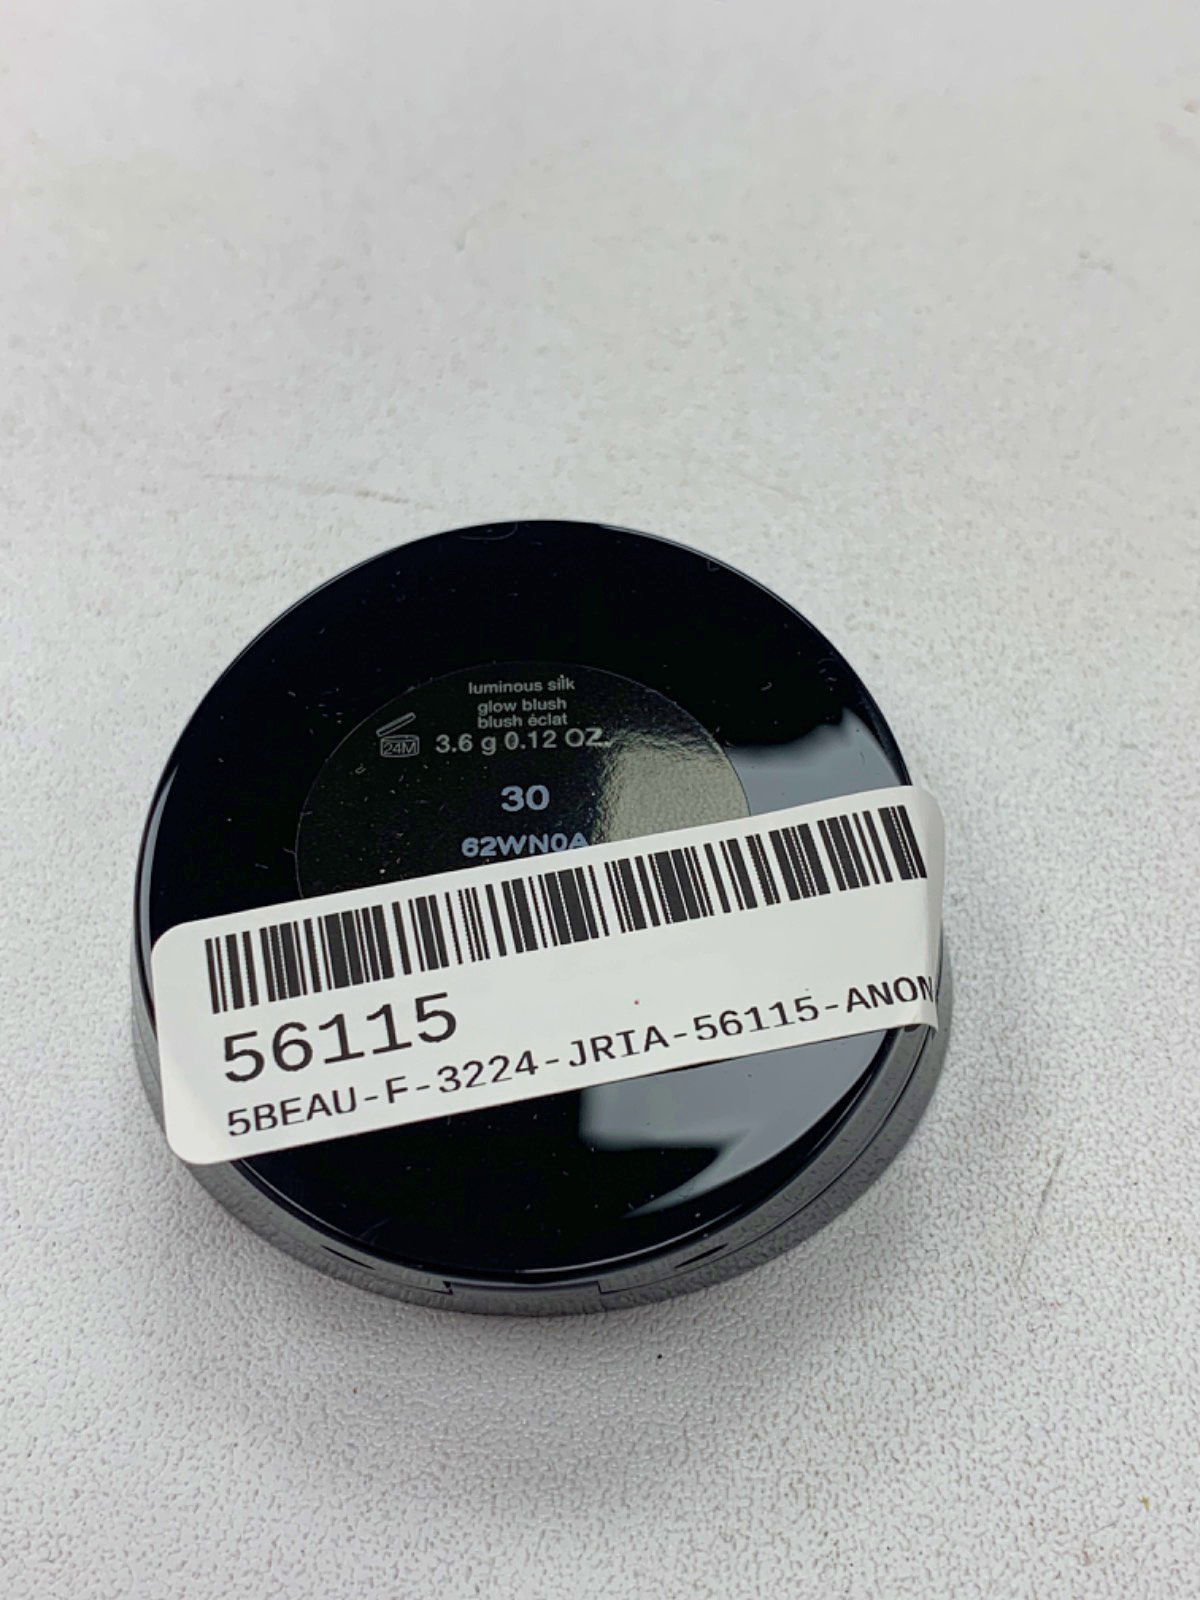 luminous silk
glow blush
blush éclat
24M 3.6 g 0.12 OZ.
30
62WN0A
56115
5BEAU-F-3224-JRIA-56115-ANON